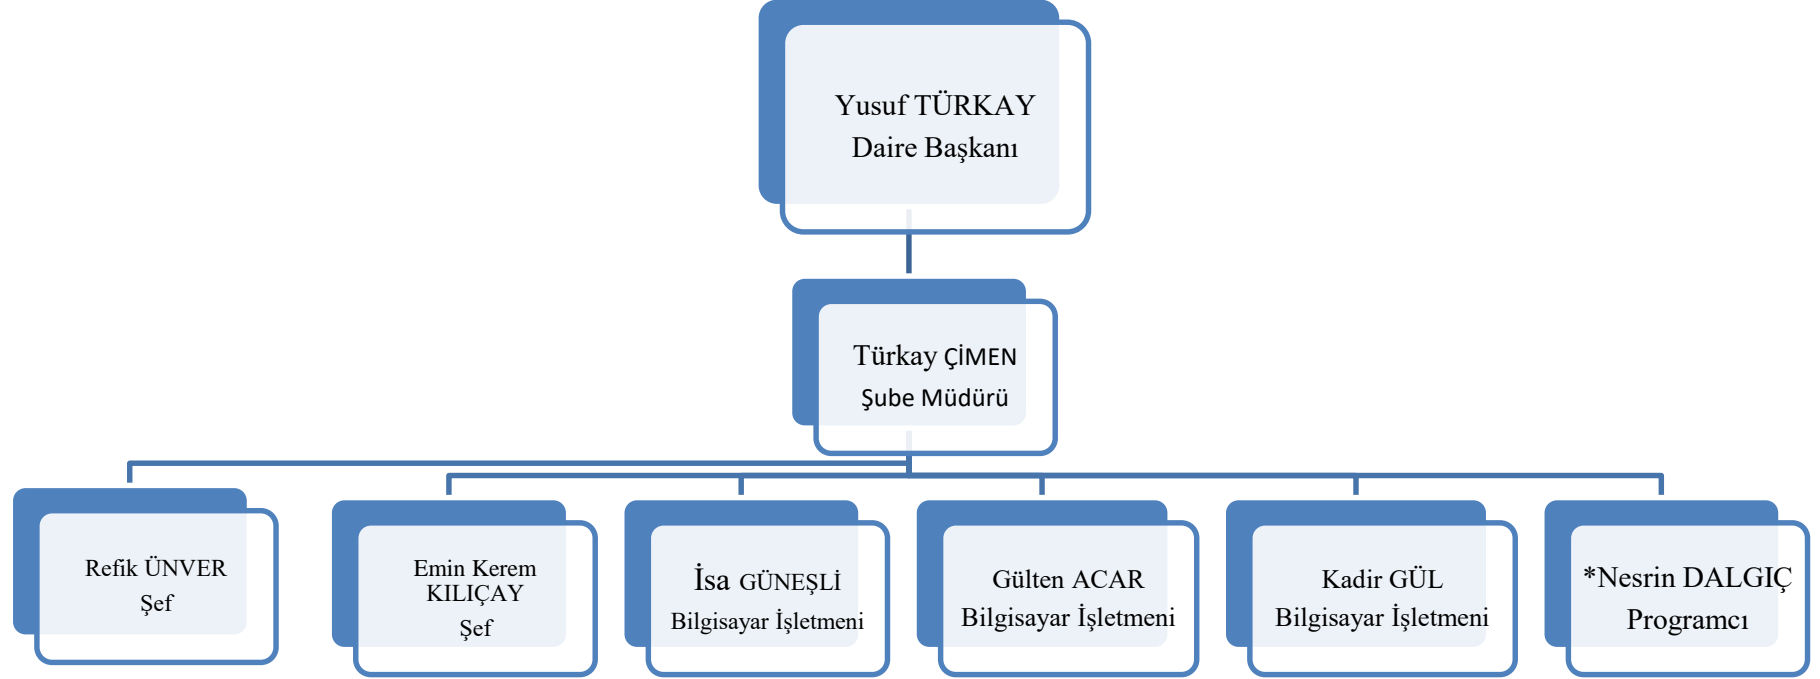 Yusuf TÜRKAY
Daire Başkanı
Türkay ÇİMEN
Şube Müdürü
Refik ÜNVER
Şef
Emin Kerem
KILIÇAY
Şef
İsa GÜNEŞLİ
Bilgisayar İşletmeni
Gülten ACAR
Bilgisayar İşletmeni
Kadir GÜL
Bilgisayar İşletmeni
*Nesrin DALGIÇ
Programcı